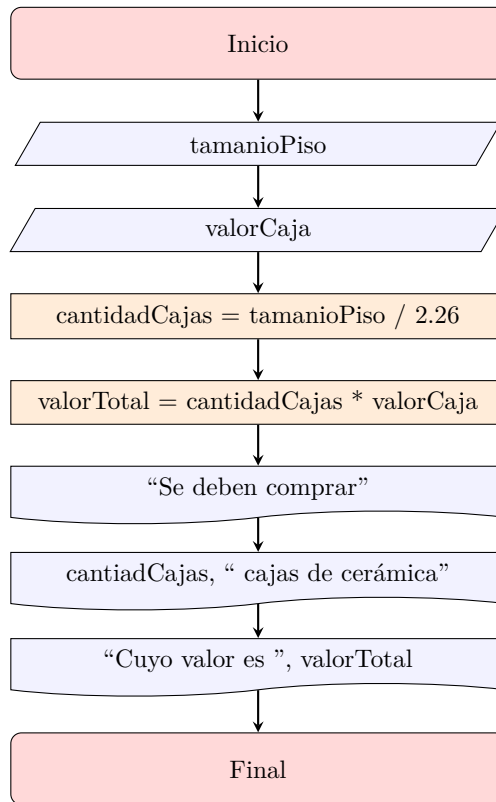 Inicio
tamanioPiso
valorCaja
cantidadCajas = tamanioPiso / 2.26
valorTotal = cantidadCajas * valorCaja
“Se deben comprar”
cantiadCajas, “ cajas de cerámica”
“Cuyo valor es ”, valorTotal
Final